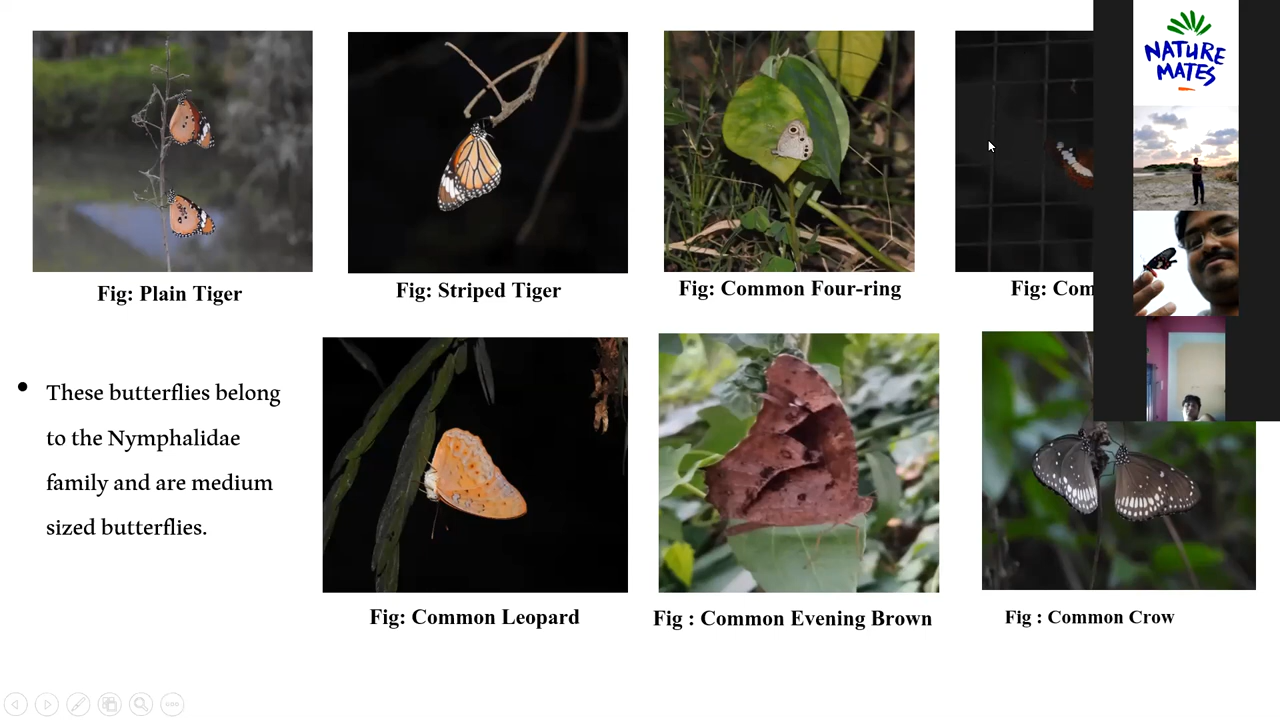 NATURE
MATES
Fig: Plain Tiger
Fig: Striped Tiger
Fig: Common Four-ring
Fig:
• These butterflies belong
to the Nymphalidae
family and are medium
sized butterflies.
Fig: Common Leopard
Fig : Common Evening Brown
Fig : Common Crow